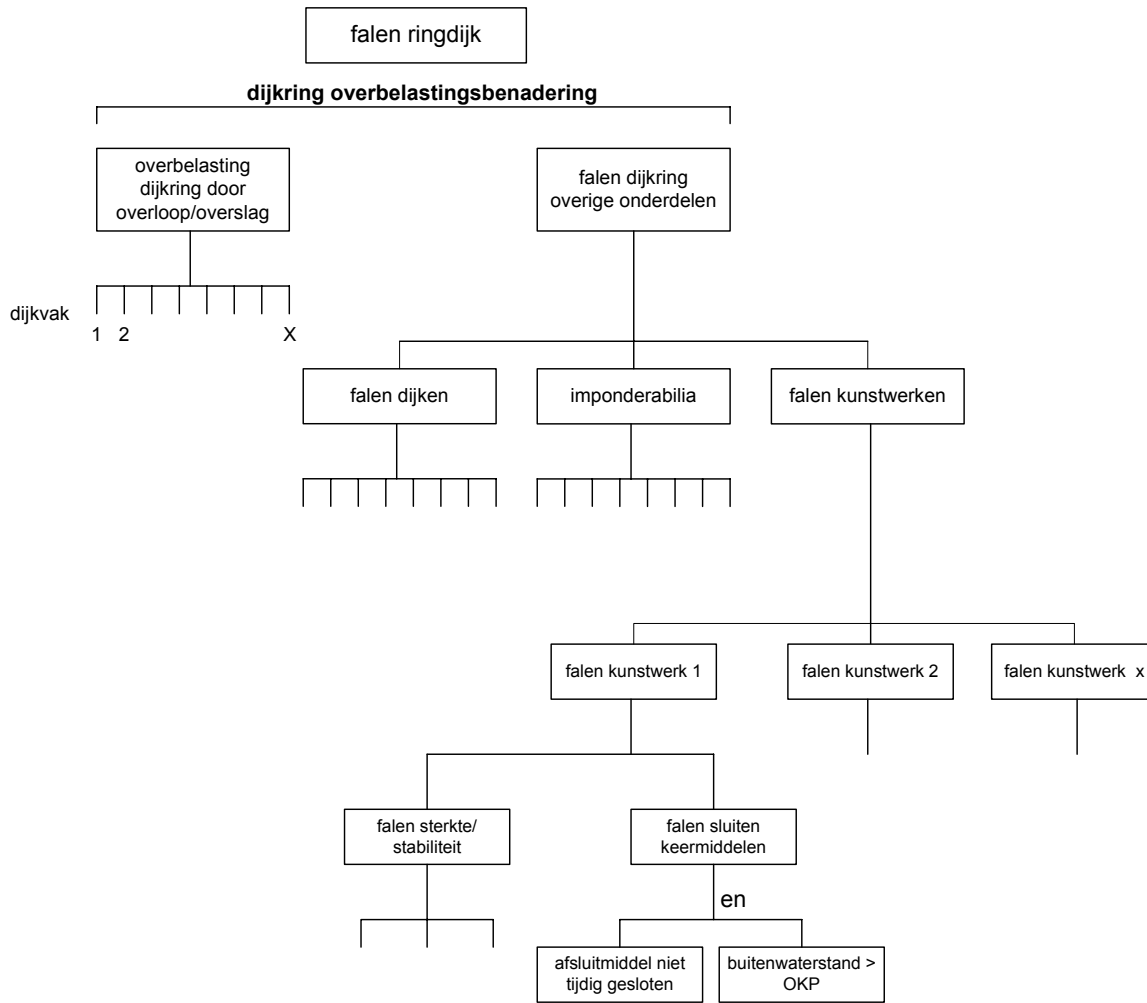 falen ringdijk
dijkring overbelastingsbenadering
overbelasting
dijkring door
overloop/overslag
falen dijkring
overige onderdelen
dijkvak
1 2 X
falen dijken
imponderabilia
falen kunstwerken
falen kunstwerk 1
falen kunstwerk 2
falen kunstwerk x
falen sterkte/
stabiliteit
falen sluiten
keermiddelen
en
afsluitmiddel niet
tijdig gesloten
buitenwaterstand >
OKP